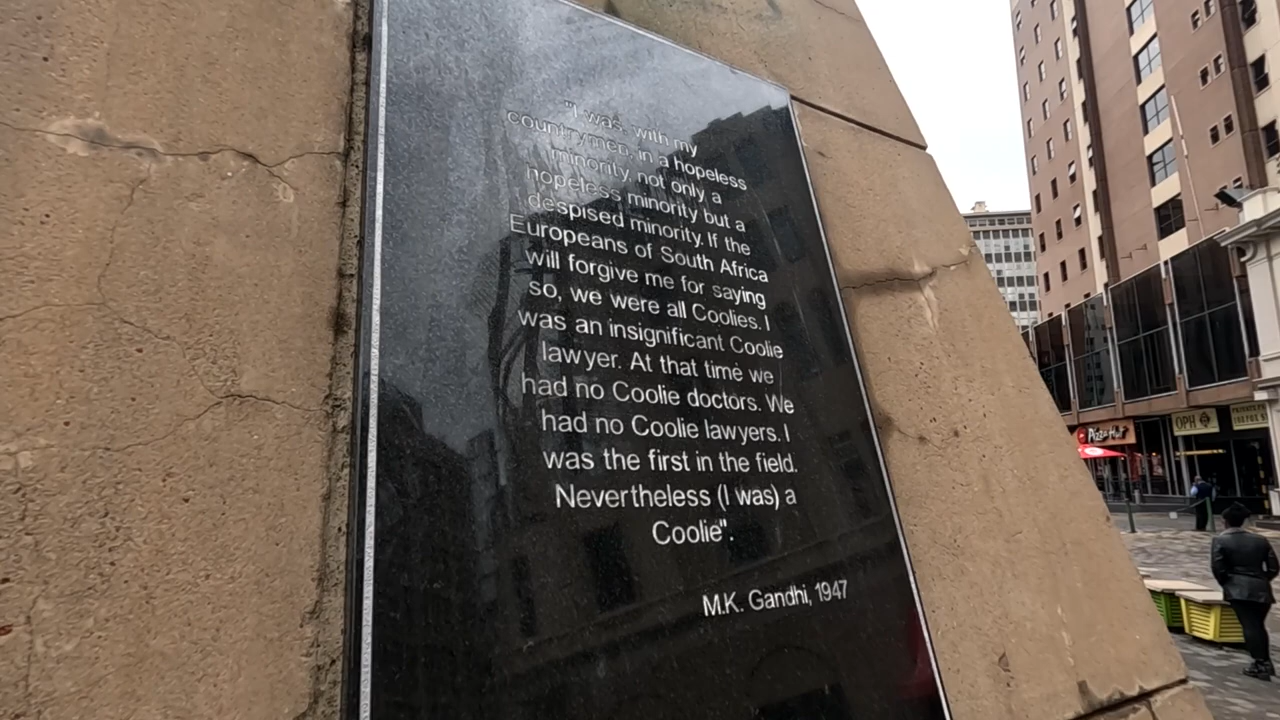 "I was, with my
countrymen, in a hopeless
minority, not only a
hopeless minority but a
despised minority. If the
Europeans of South Africa
will forgive me for saying
so, we were all Coolies. I
was an insignificant Coolie
lawyer. At that time we
had no Coolie doctors. We
had no Coolie lawyers. I
was the first in the field.
Nevertheless (I was) a
Coolie".
M.K. Gandhi, 1947
Pizza Hut
OPH